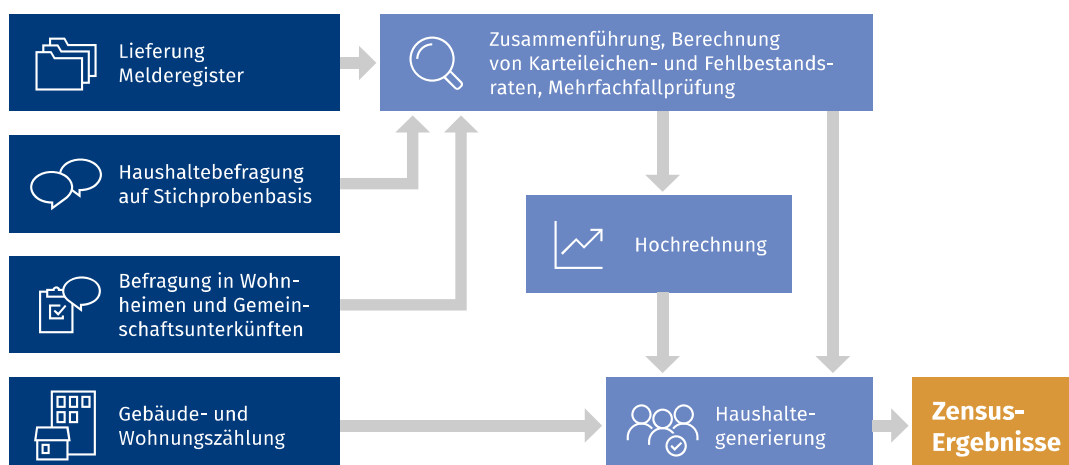 Lieferung
Melderegister
Zusammenführung, Berechnung
von Karteileichen- und Fehlbestands-
raten, Mehrfachfallprüfung
Haushaltebefragung
auf Stichprobenbasis
Hochrechnung
Befragung in Wohn-
heimen und Gemein-
schaftsunterkünften
Gebäude- und
Wohnungszählung
Haushalte-
generierung
Zensus-
Ergebnisse